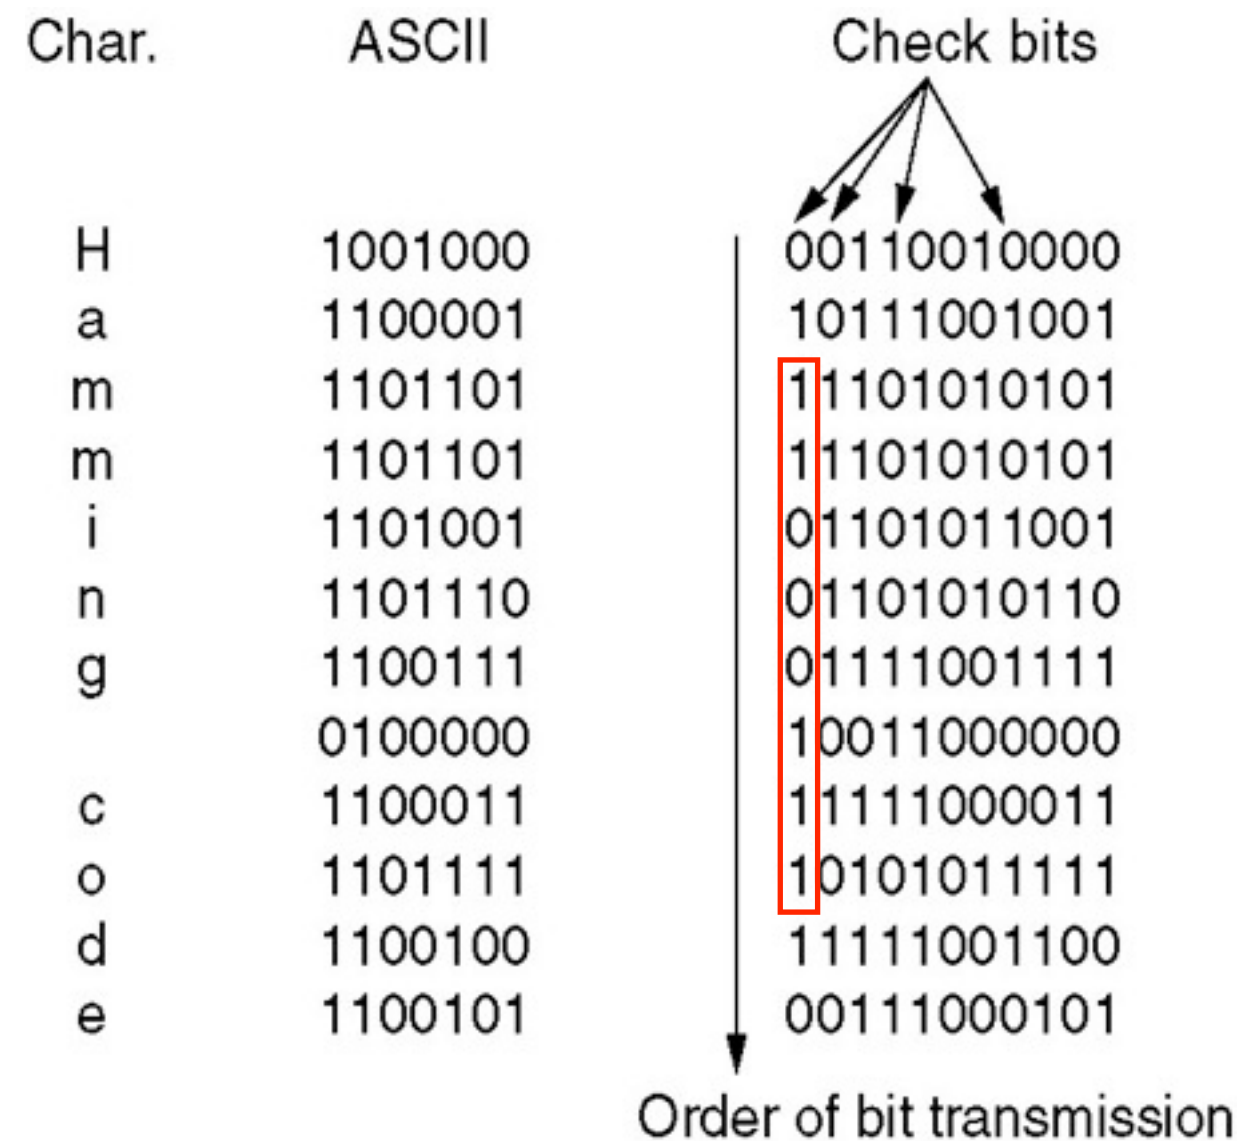 Char. ASCII Check bits
H 1001000 00110010000
a 1100001 10111001001
m 1101101 11101010101
m 1101101 11101010101
i 1101001 01101011001
n 1101110 01101010110
g 1100111 01111001111
0100000 10011000000
c 1100011 11111000011
o 1101111 10101011111
d 1100100 11111001100
e 1100101 00111000101
Order of bit transmission